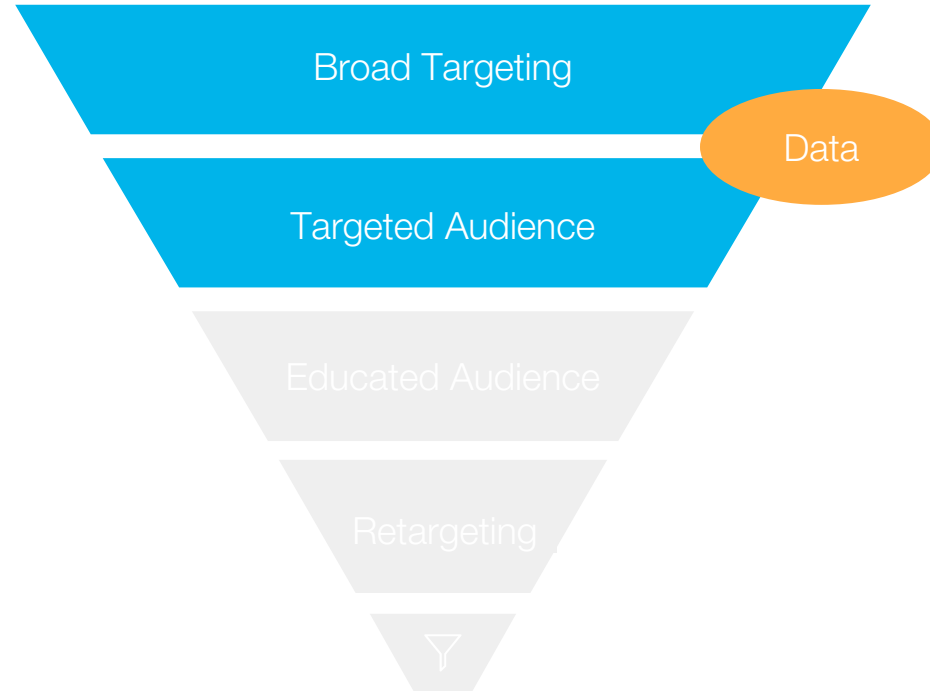 Broad Targeting
Data
Targeted Audience
Educated Audience
Retargeting